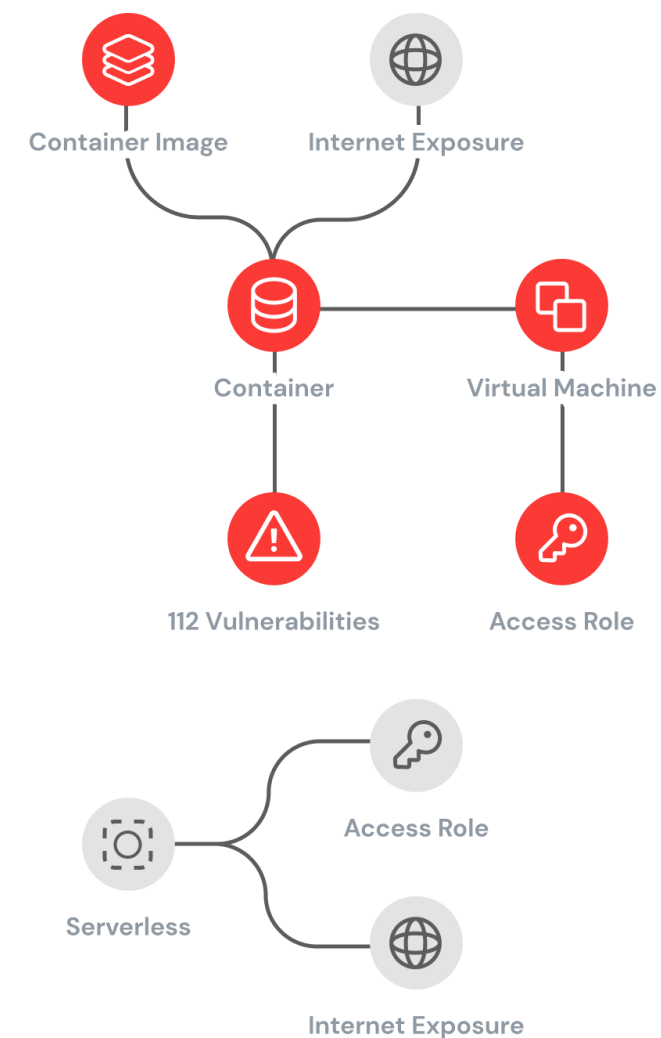 Container Image
Internet Exposure
Container
Virtual Machine
112 Vulnerabilities
Access Role
Access Role
Serverless
Internet Exposure